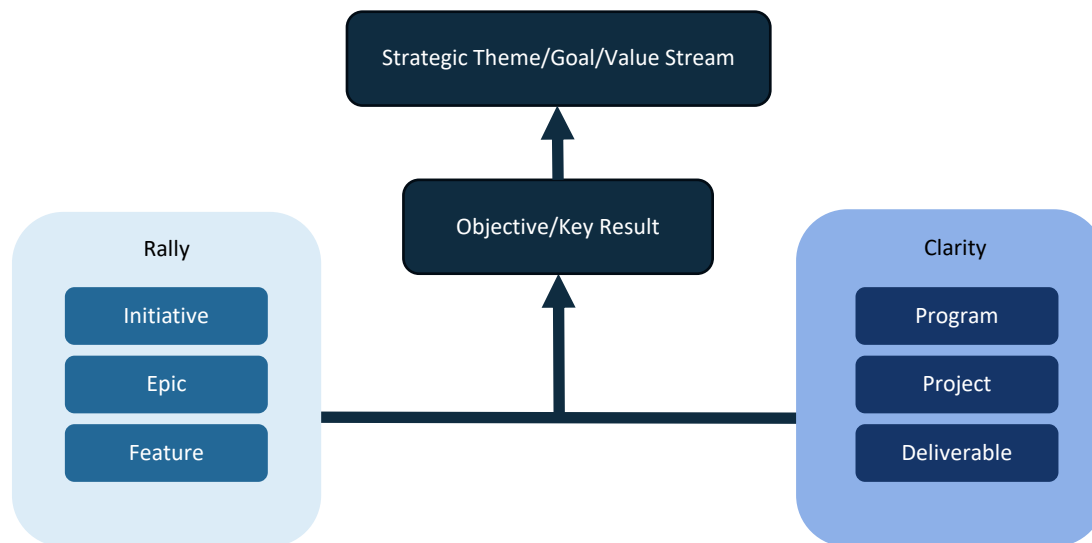 Strategic Theme/Goal/Value Stream
Objective/Key Result
Rally
Initiative
Epic
Feature
Clarity
Program
Project
Deliverable